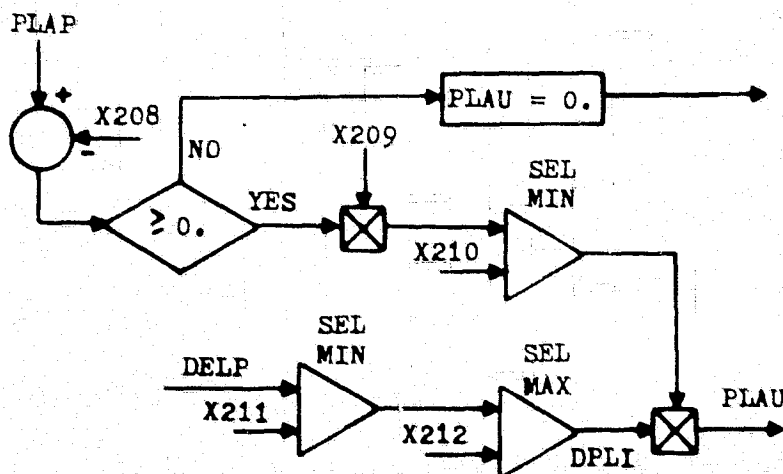 PLAP
+
X208
-
NO
PLAU = 0.
X209
≥ 0.
YES
SEL
MIN
X210
SEL
MIN
DELP
X211
SEL
MAX
X212
DPLI
PLAU